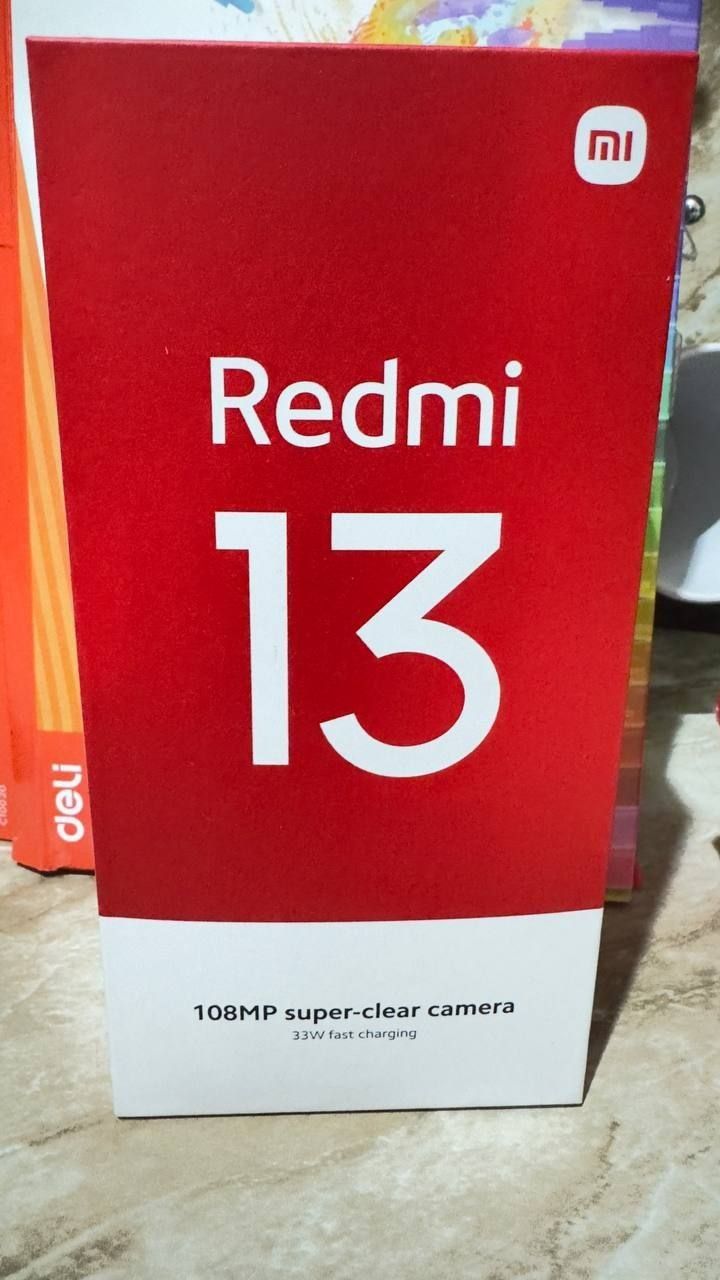 mi
Redmi
13
deli
108MP super-clear camera
33W fast charging